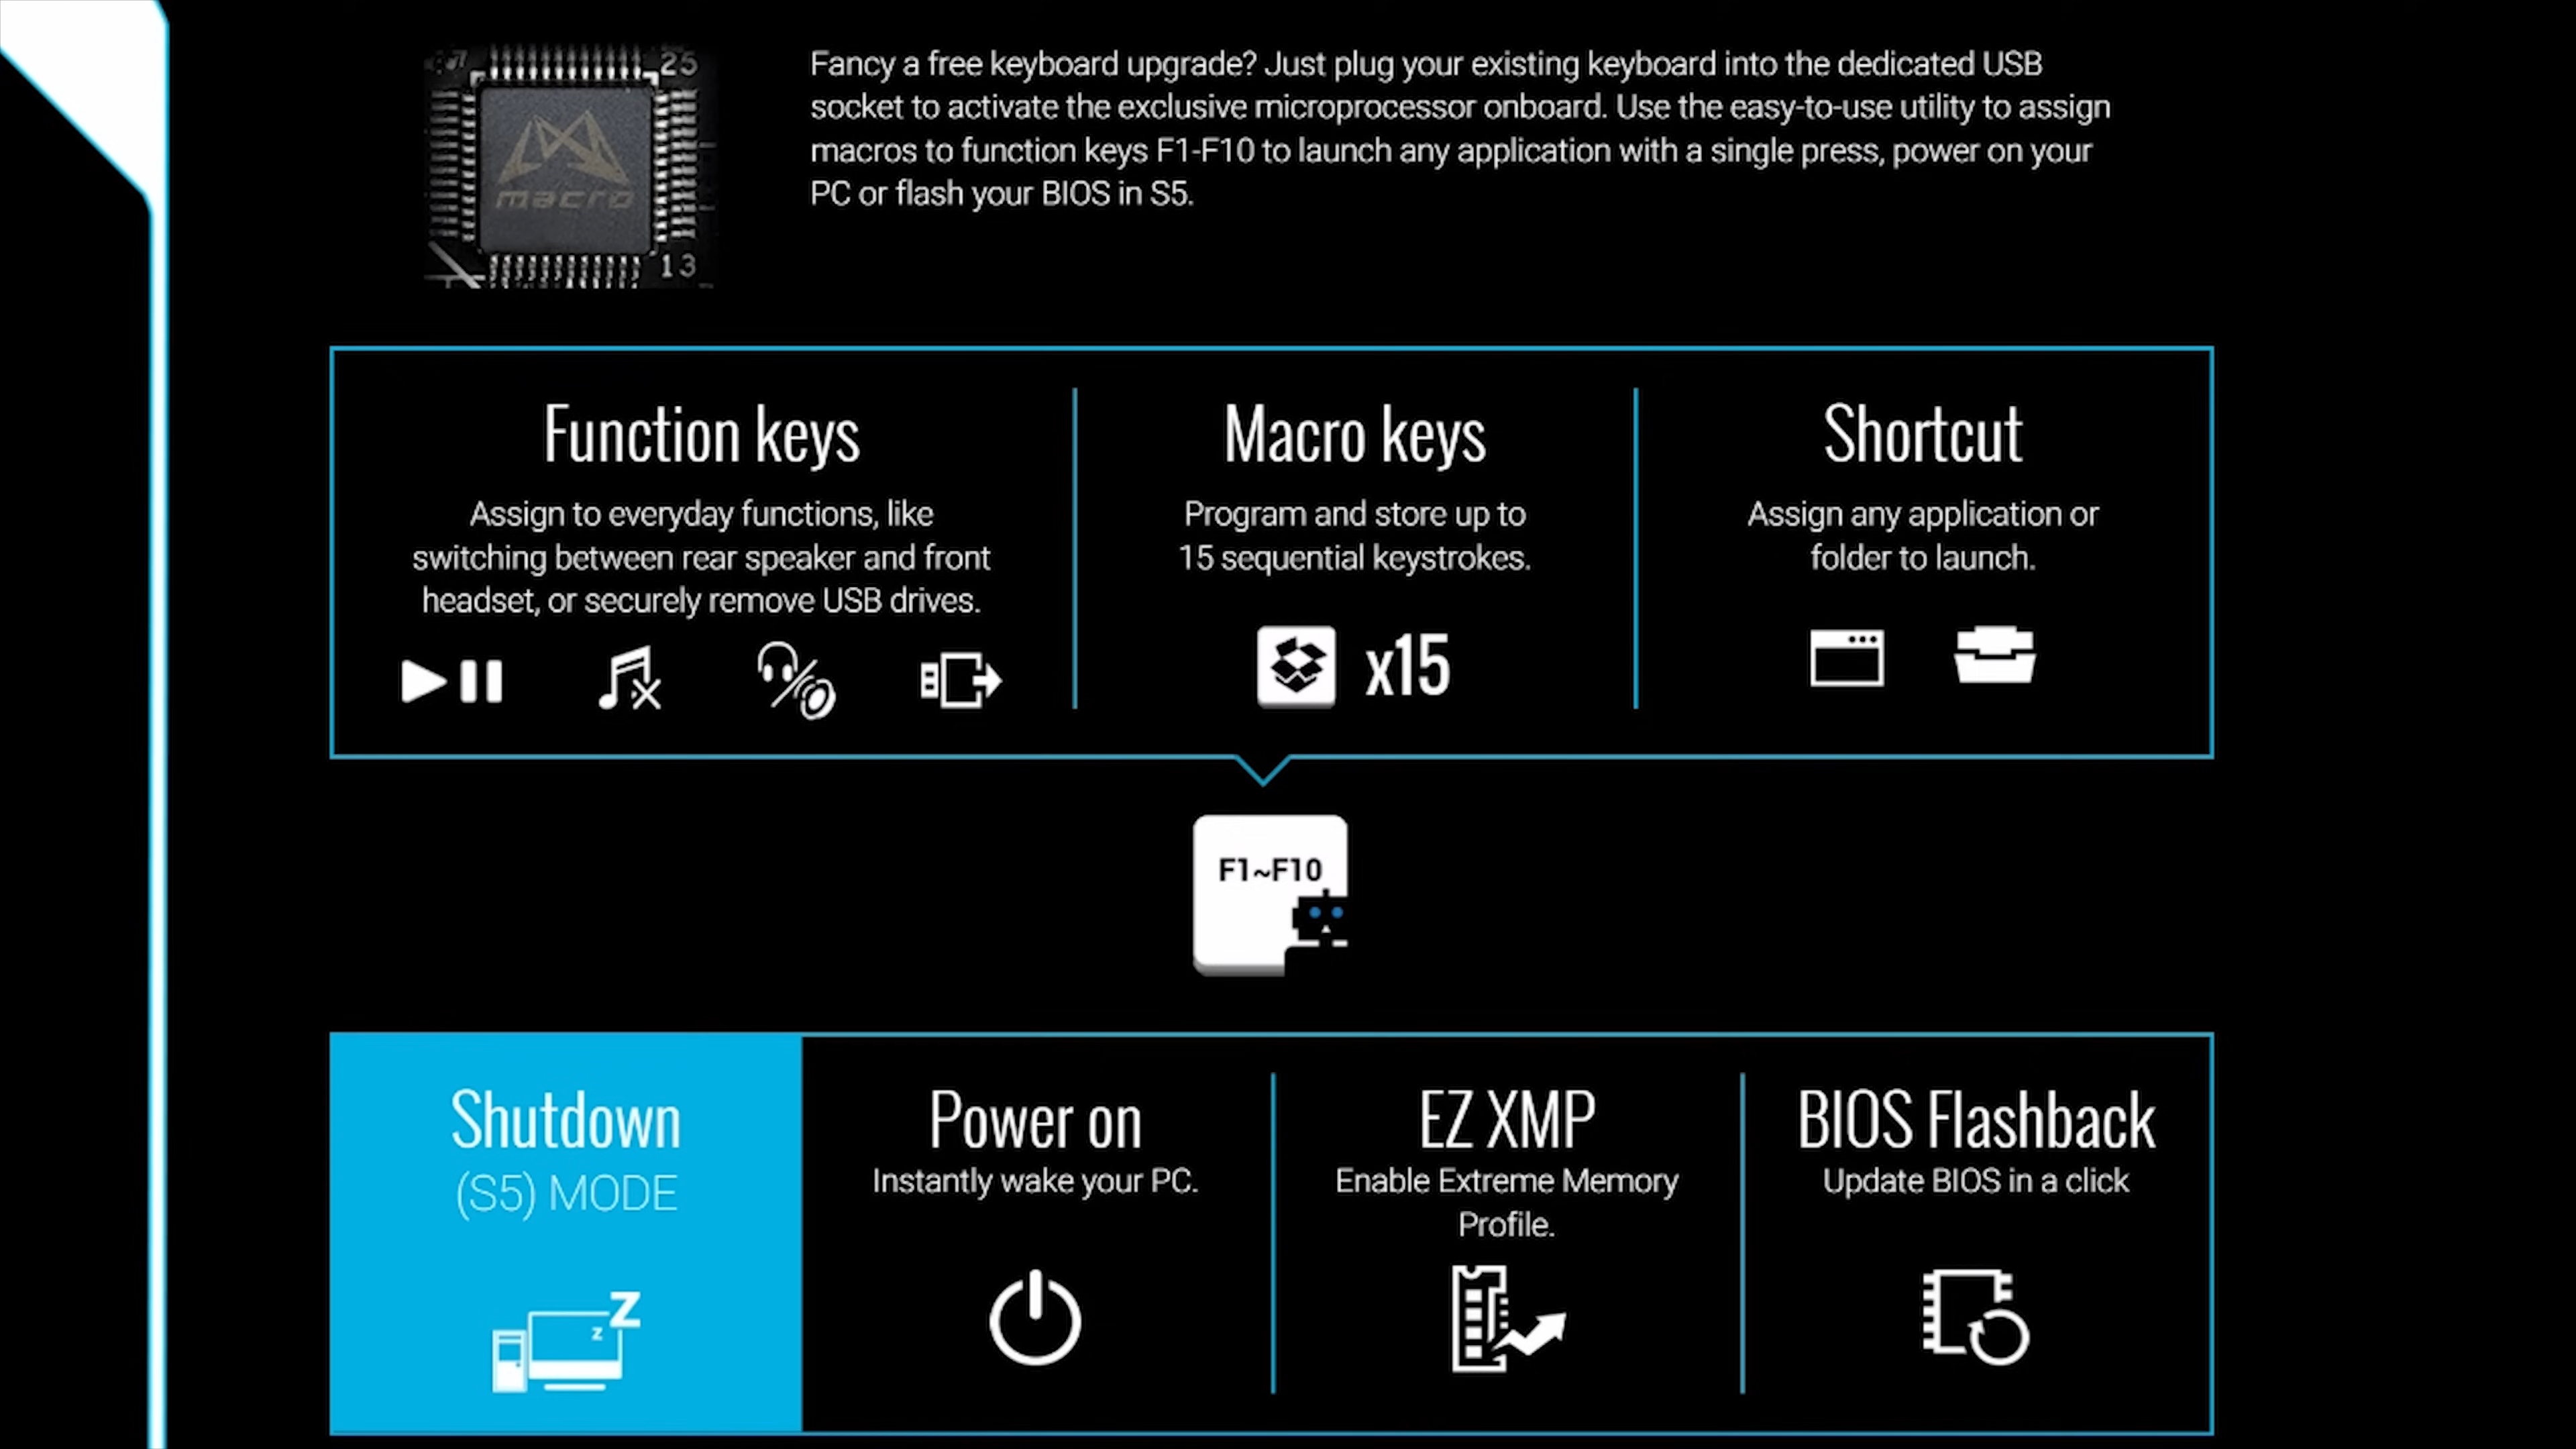 25
Fancy a free keyboard upgrade? Just plug your existing keyboard into the dedicated USB
socket to activate the exclusive microprocessor onboard. Use the easy-to-use utility to assign
macros to function keys F1-F10 to launch any application with a single press, power on your
PC or flash your BIOS in S5.
macro
13
Function keys
Assign to everyday functions, like
switching between rear speaker and front
headset, or securely remove USB drives.
Macro keys
Program and store up to
15 sequential keystrokes.
x15
Shortcut
Assign any application or
folder to launch.
F1~F10
Shutdown
(S5) MODE
z
Z
Power on
Instantly wake your PC.
EZ XMP
Enable Extreme Memory
Profile.
BIOS Flashback
Update BIOS in a click